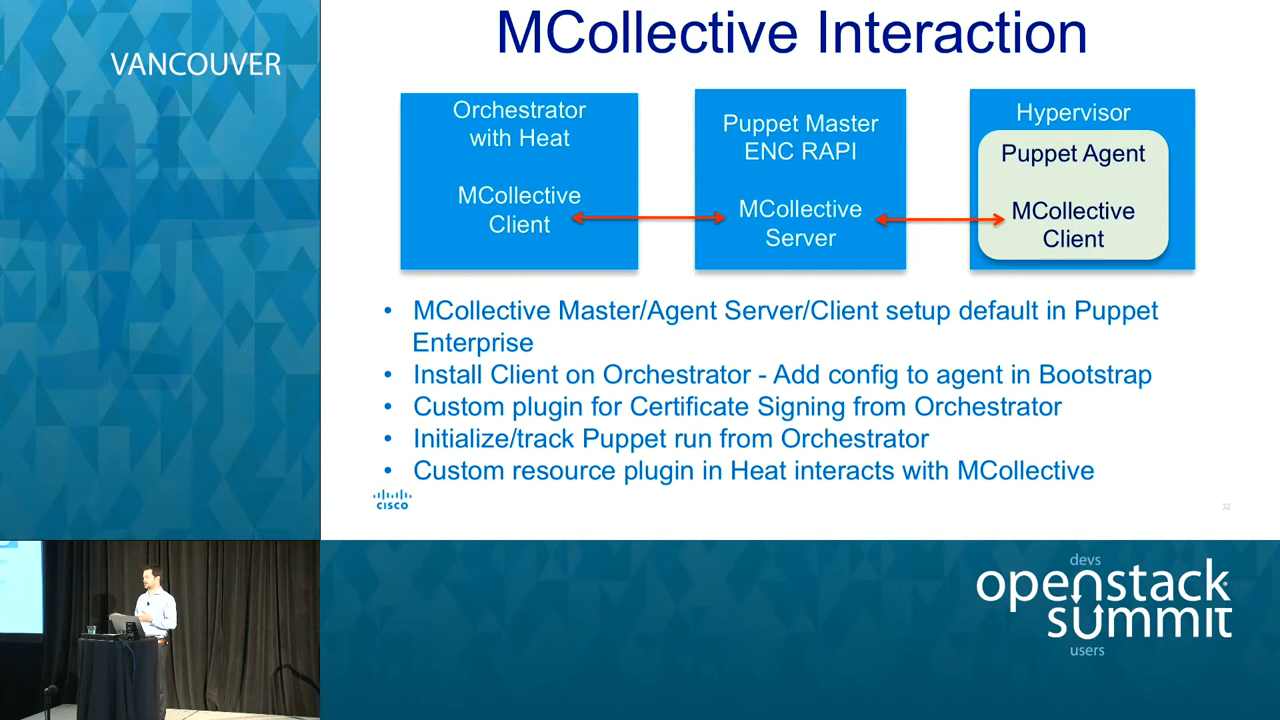 VANCOUVER
MCollective Interaction
Orchestrator
with Heat
MCollective
Client
Puppet Master
ENC RAPI
MCollective
Server
Hypervisor
Puppet Agent
MCollective
Client
• MCollective Master/Agent Server/Client setup default in Puppet
Enterprise
• Install Client on Orchestrator - Add config to agent in Bootstrap
• Custom plugin for Certificate Signing from Orchestrator
• Initialize/track Puppet run from Orchestrator
• Custom resource plugin in Heat interacts with MCollective
CISCO
32
devs
openstack
summit
users